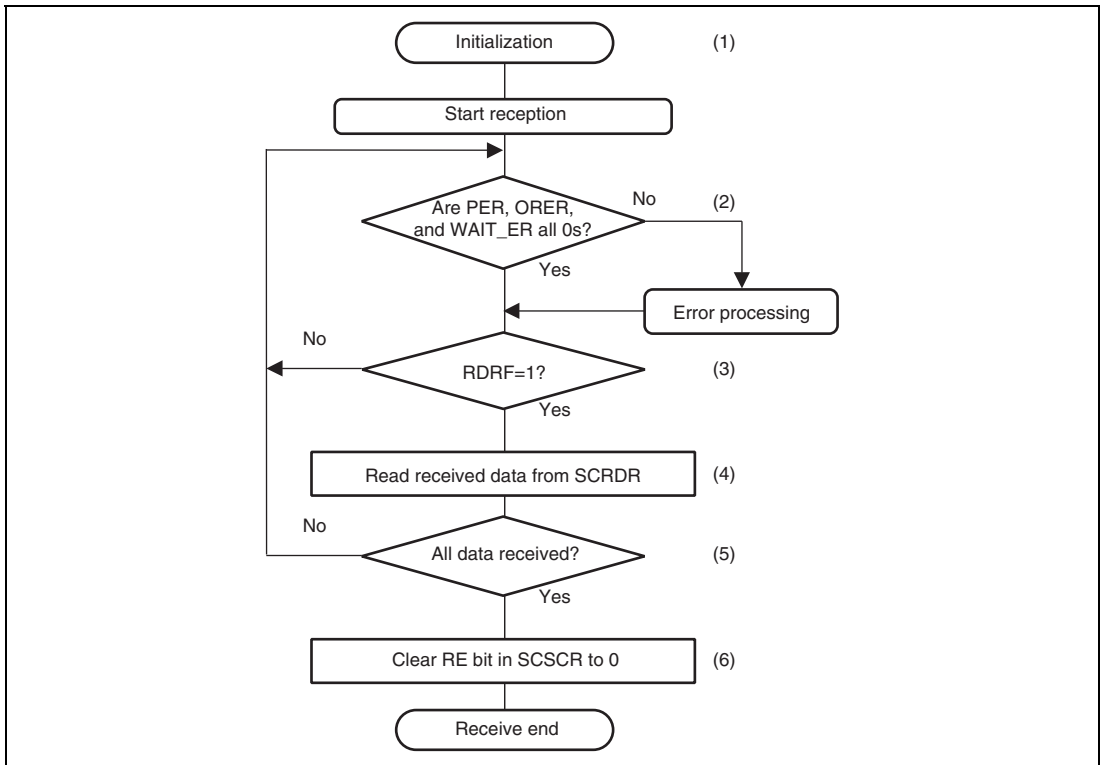 Initialization
(1)
Start reception
Are PER, ORER,
and WAIT_ER all 0s?
No
(2)
Yes
Error processing
No
RDRF=1?
(3)
Yes
Read received data from SCRDR
(4)
No
All data received?
(5)
Yes
Clear RE bit in SCSCR to 0
(6)
Receive end